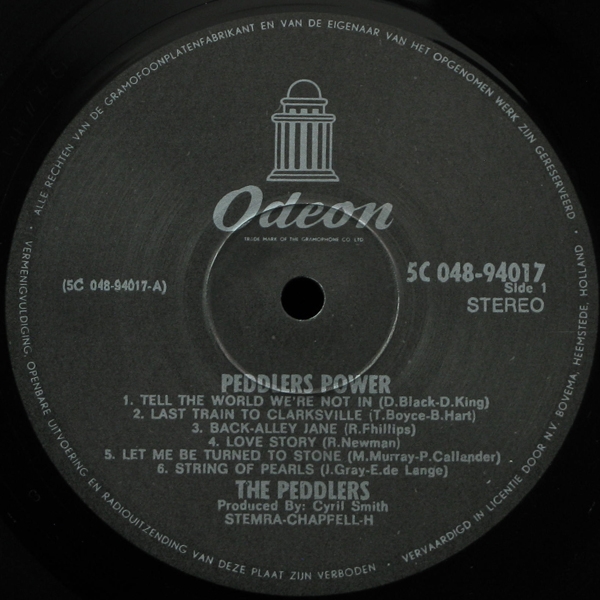 ALLE RECHTEN VAN DE GRAMOFOONPLATENFABRIKANT EN VAN DE EIGENAAR VAN HET OPGENOMEN WERK ZIJN GERESERVEERD •
Odeon
TRADE MARK OF THE GRAMOPHONE CO. LTD.
(5C 048-94017-A)
5C 048-94017
Side 1
STEREO
PEDDLERS POWER
1. TELL THE WORLD WE'RE NOT IN (D.Black-D.King)
2. LAST TRAIN TO CLARKSVILLE (T.Boyce-B.Hart)
3. BACK-ALLEY JANE (R.Fhillips)
4. LOVE STORY (R.Newman)
5. LET ME BE TURNED TO STONE (M.Murray-P.Callander)
6. STRING OF PEARLS (J.Gray-E.de Lange)
THE PEDDLERS
Produced By: Cyril Smith
STEMRA-CHAPPELL-H
• VERMENIGVULDIGING, OPENBARE UITVOERING EN RADIOUITZENDING VAN DEZE PLAAT ZIJN VERBODEN •
VERVAARDIGD IN LICENTIE DOOR N.V. BOVEMA, HEEMSTEDE, HOLLAND •